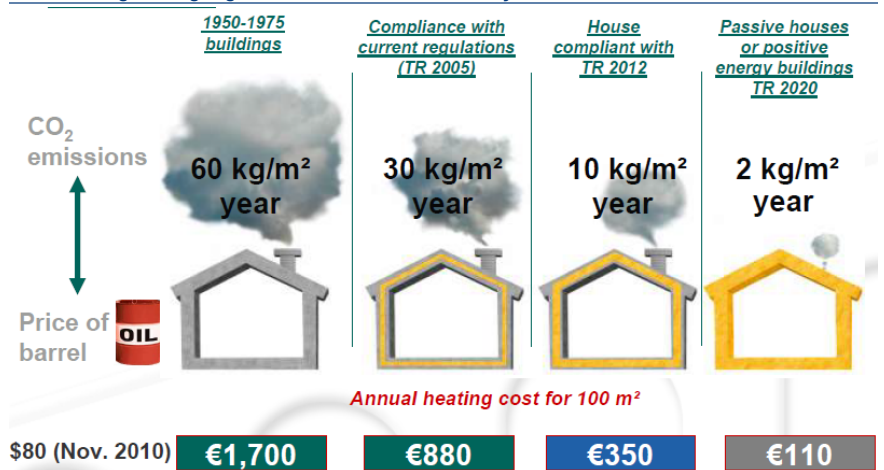 1950-1975
buildings
Compliance with
current regulations
(TR 2005)
House
compliant with
TR 2012
Passive houses
or positive
energy buildings
TR 2020
CO₂
emissions
60 kg/m²
year
30 kg/m²
year
10 kg/m²
year
2 kg/m²
year
Price of
barrel
OIL
Annual heating cost for 100 m²
$80 (Nov. 2010)
€1,700
€880
€350
€110